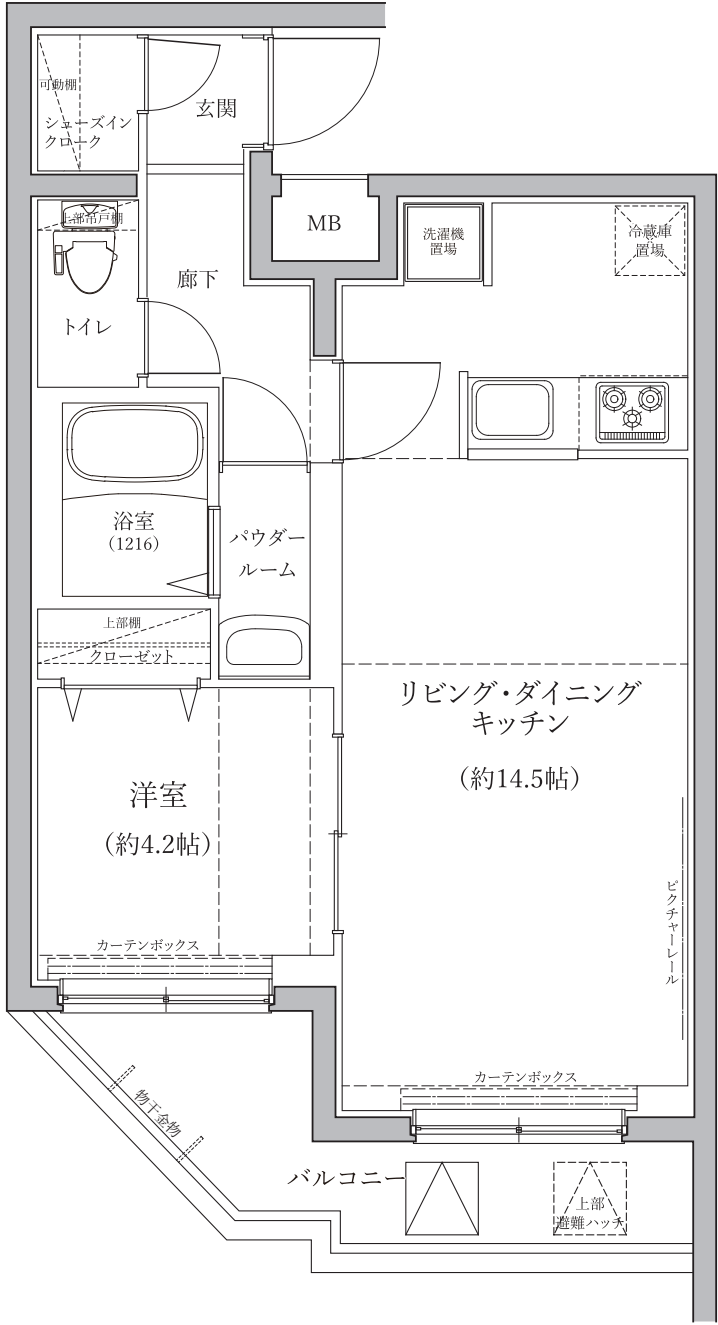 可動棚
シューズイン
クローク
玄関
上部吊戸棚
トイレ
廊下
MB
洗濯機
置場
冷蔵庫
置場
浴室
(1216)
パウダー
ルーム
上部棚
クローゼット
リビング・ダイニング
キッチン
(約14.5帖)
洋室
(約4.2帖)
ピクチャーレール
カーテンボックス
カーテンボックス
物干金物
バルコニー
上部
避難ハッチ